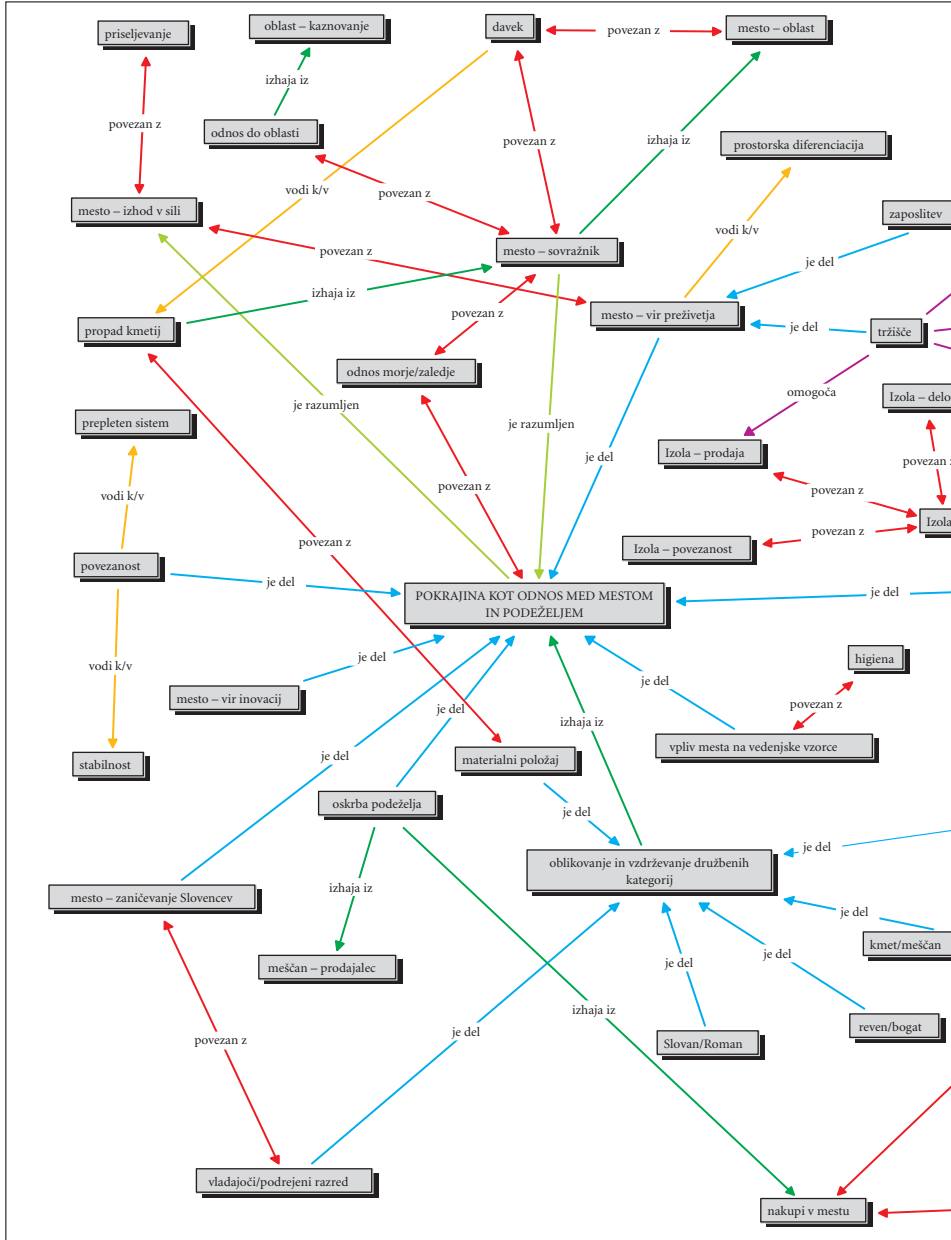 priseljevanje
oblast – kaznovanje
davek
povezan z
mesto – oblast
izhaja iz
povezan z
odnos do oblasti
povezan z
izhaja iz
prostorska diferenciacija
vodi k/v
povezan z
mesto – izhod v sili
zaposlitev
povezan z
mesto – sovražnik
vodi k/v
je del
izhaja iz
povezan z
mesto – vir preživetja
je del
tržišče
propad kmetij
odnos morje/zaledje
omogoča
Izola – delo
je razumljen
prepleten sistem
je razumljen
Izola – prodaja
je del
povezan z
povezan z
povezan z
vodi k/v
Izola
povezan z
povezan z
Izola – povezanost
povezanost
je del
POKRAJINA KOT ODNOS MED MESTOM
IN PODEŽELJEM
je del
vodi k/v
je del
higiena
mesto – vir inovacij
je del
je del
povezan z
izhaja iz
vpliv mesta na vedenjske vzorce
je del
stabilnost
materialni položaj
oskrba podeželja
je del
je del
oblikovanje in vzdrževanje družbenih
kategorij
izhaja iz
mesto – zaničevanje Slovencev
je del
kmet/meščan
meščan – prodajalec
je del
je del
izhaja iz
reven/bogat
povezan z
je del
Slovan/Roman
vladajoči/podrejeni razred
nakupi v mestu